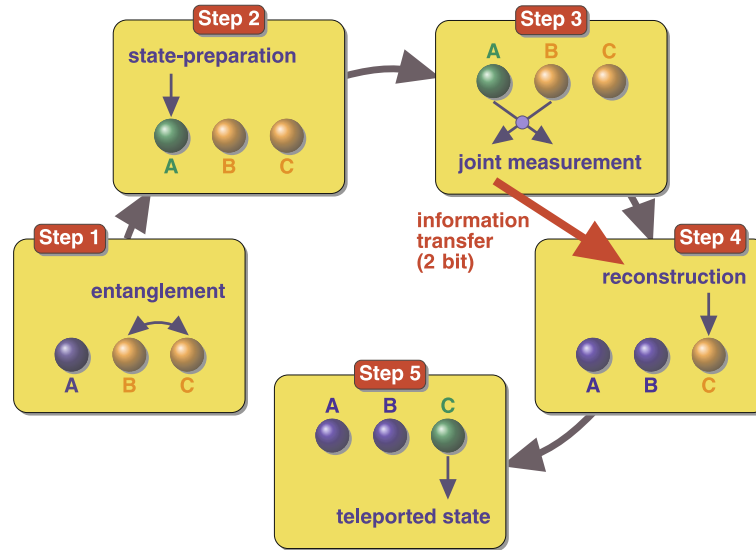 Step 1
entanglement
A B C
Step 2
state-preparation
A B C
Step 3
A B C
joint measurement
information
transfer
(2 bit)
Step 4
reconstruction
A B C
Step 5
A B C
teleported state